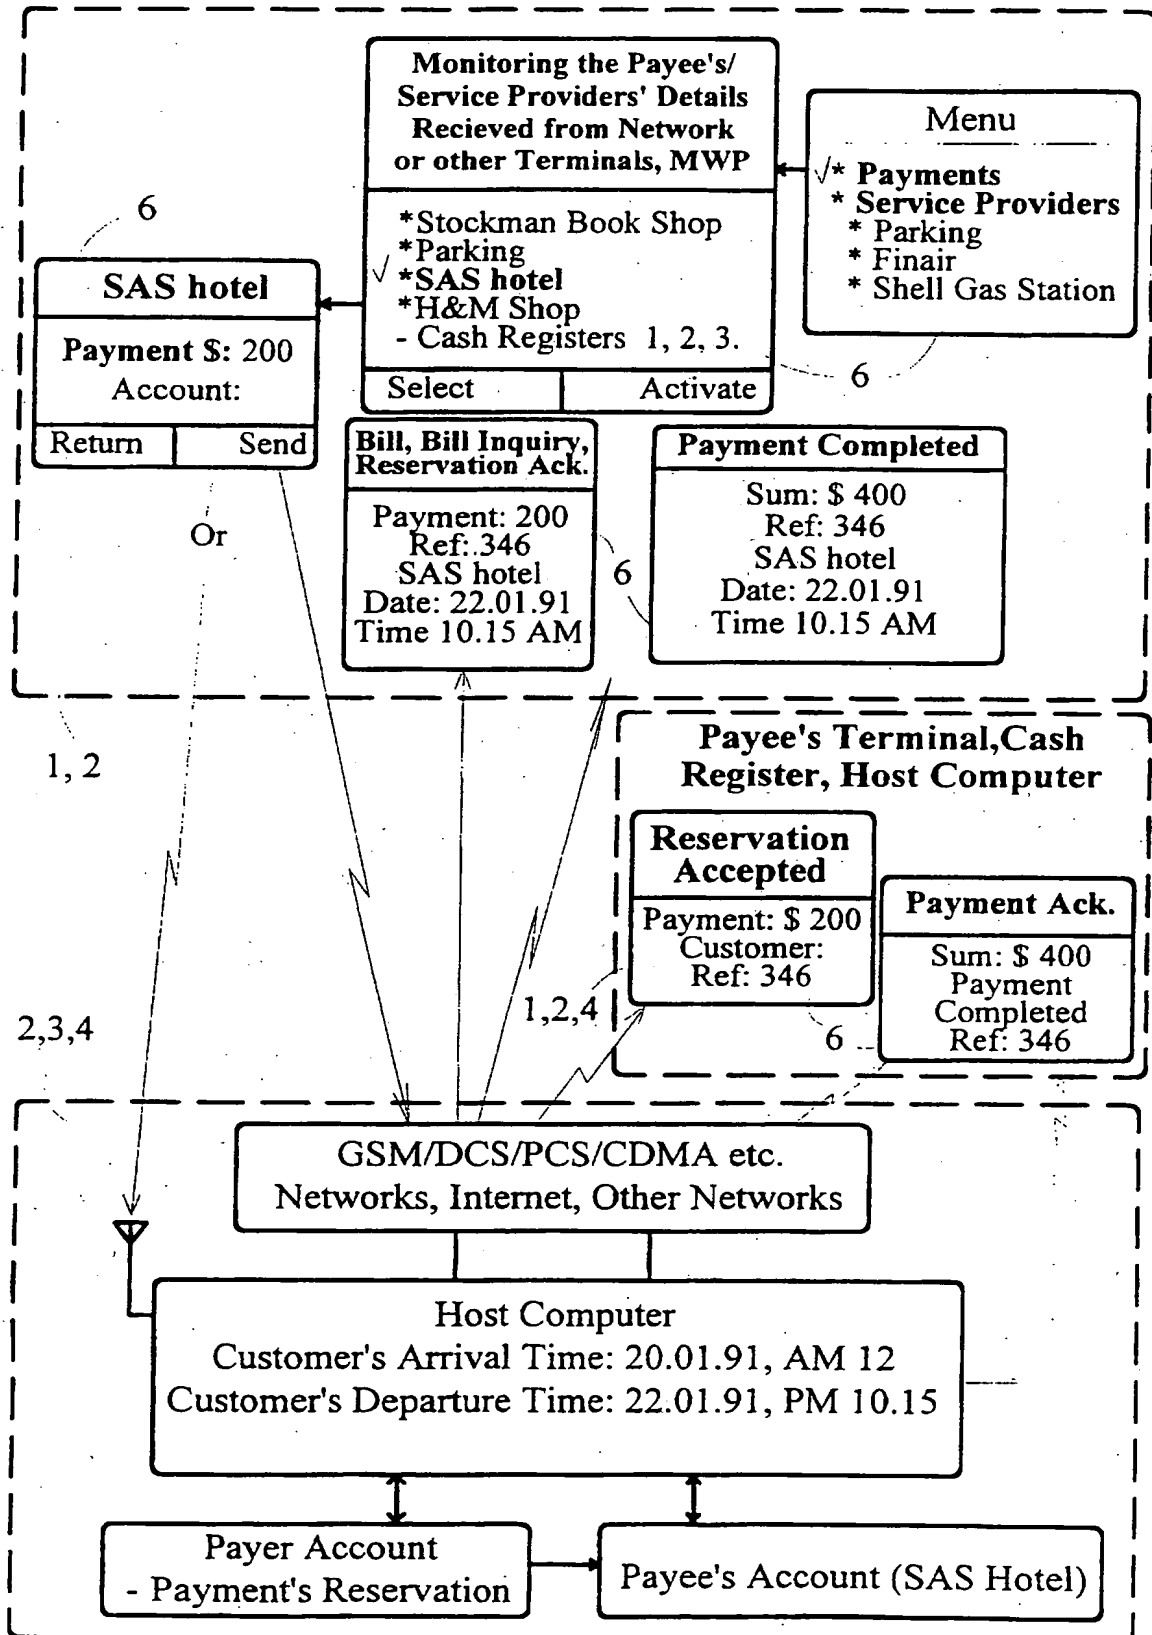 Monitoring the Payee's/
Service Providers' Details
Recieved from Network
or other Terminals, MWP
*Stockman Book Shop
*Parking
√ *SAS hotel
*H&M Shop
- Cash Registers 1, 2, 3.
Select Activate
Menu
√* Payments
* Service Providers
* Parking
* Finair
* Shell Gas Station
6
6
SAS hotel
Payment $: 200
Account:
Return Send
Or
Bill, Bill Inquiry,
Reservation Ack.
Payment: 200
Ref: 346
SAS hotel
Date: 22.01.91
Time 10.15 AM
6
Payment Completed
Sum: $ 400
Ref: 346
SAS hotel
Date: 22.01.91
Time 10.15 AM
1, 2
Payee's Terminal,Cash
Register, Host Computer
Reservation
Accepted
Payment: $ 200
Customer:
Ref: 346
Payment Ack.
Sum: $ 400
Payment
Completed
Ref: 346
1,2,4
6
2,3,4
GSM/DCS/PCS/CDMA etc.
Networks, Internet, Other Networks
Host Computer
Customer's Arrival Time: 20.01.91, AM 12
Customer's Departure Time: 22.01.91, PM 10.15
Payer Account
- Payment's Reservation
Payee's Account (SAS Hotel)